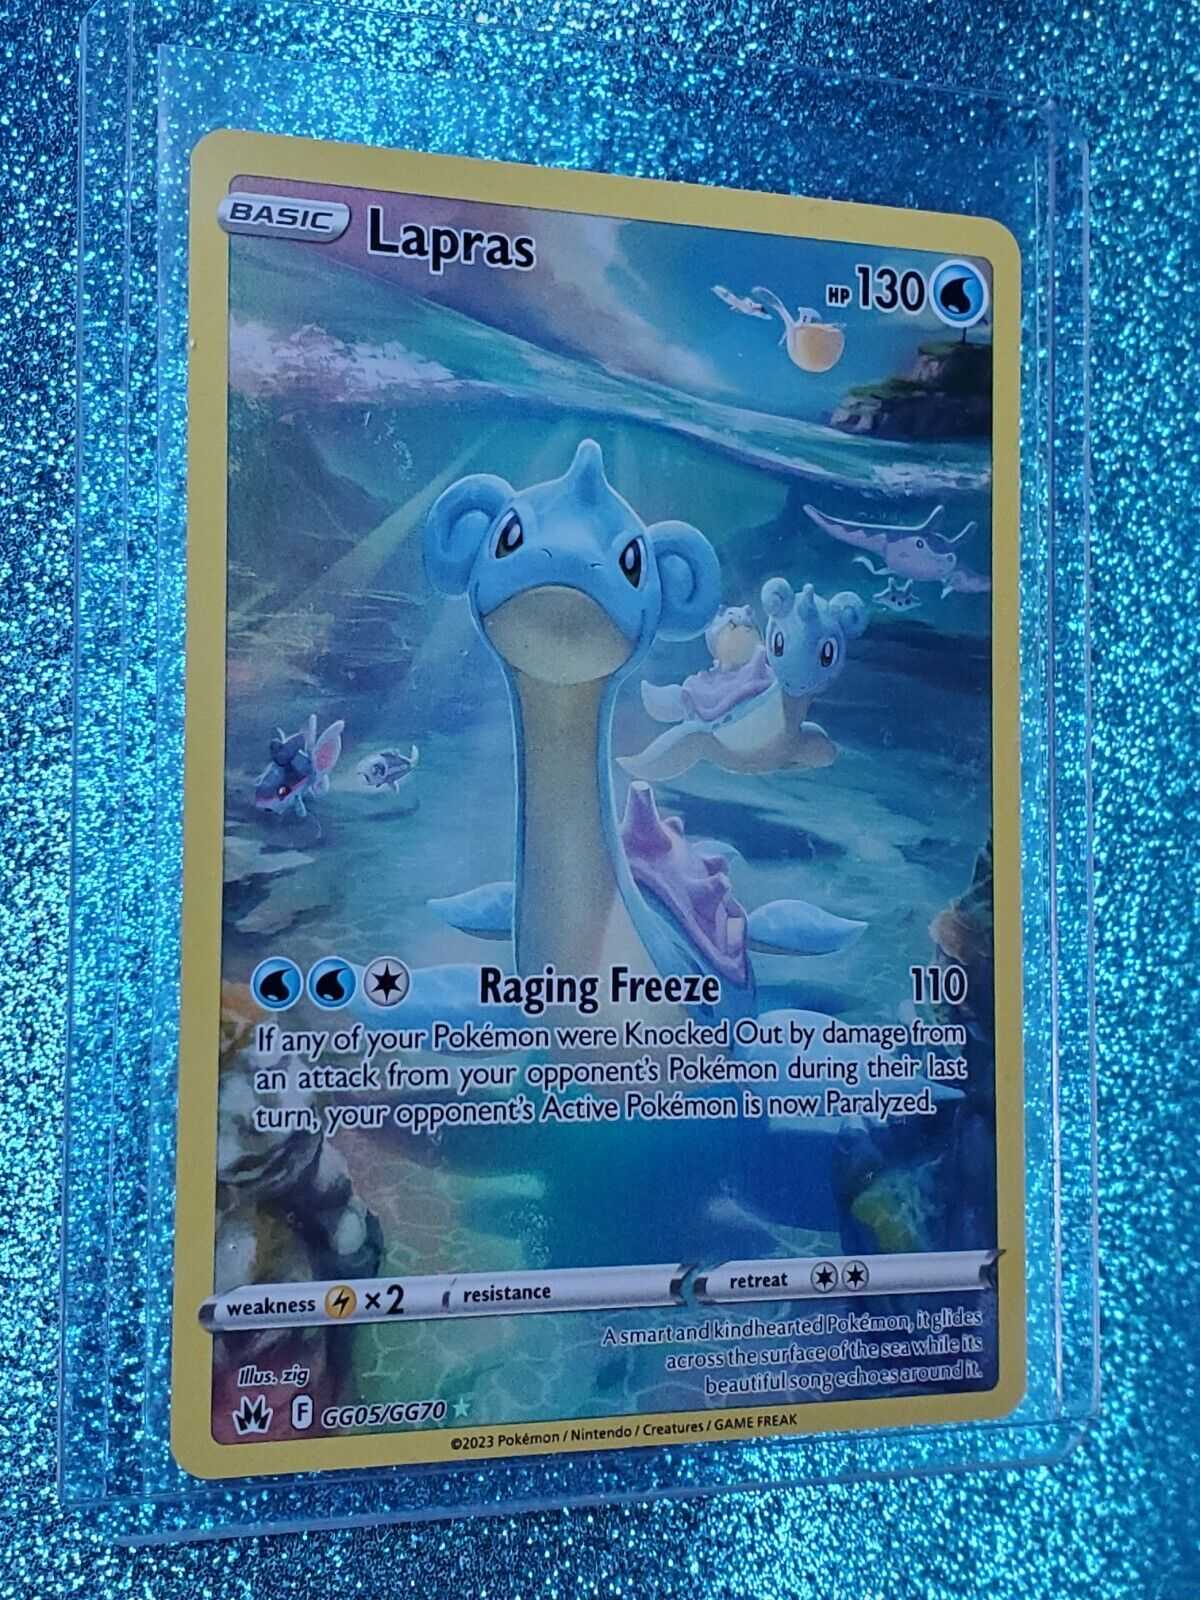 BASIC Lapras HP 130
Raging Freeze 110
If any of your Pokémon were Knocked Out by damage from
an attack from your opponent's Pokémon during their last
turn, your opponent's Active Pokémon is now Paralyzed.
weakness ×2 resistance retreat
A smart and kindhearted Pokémon, it glides
across the surface of the sea while its
beautiful song echoes around it.
Illus. zig
F GG05/GG70
©2023 Pokémon / Nintendo / Creatures / GAME FREAK